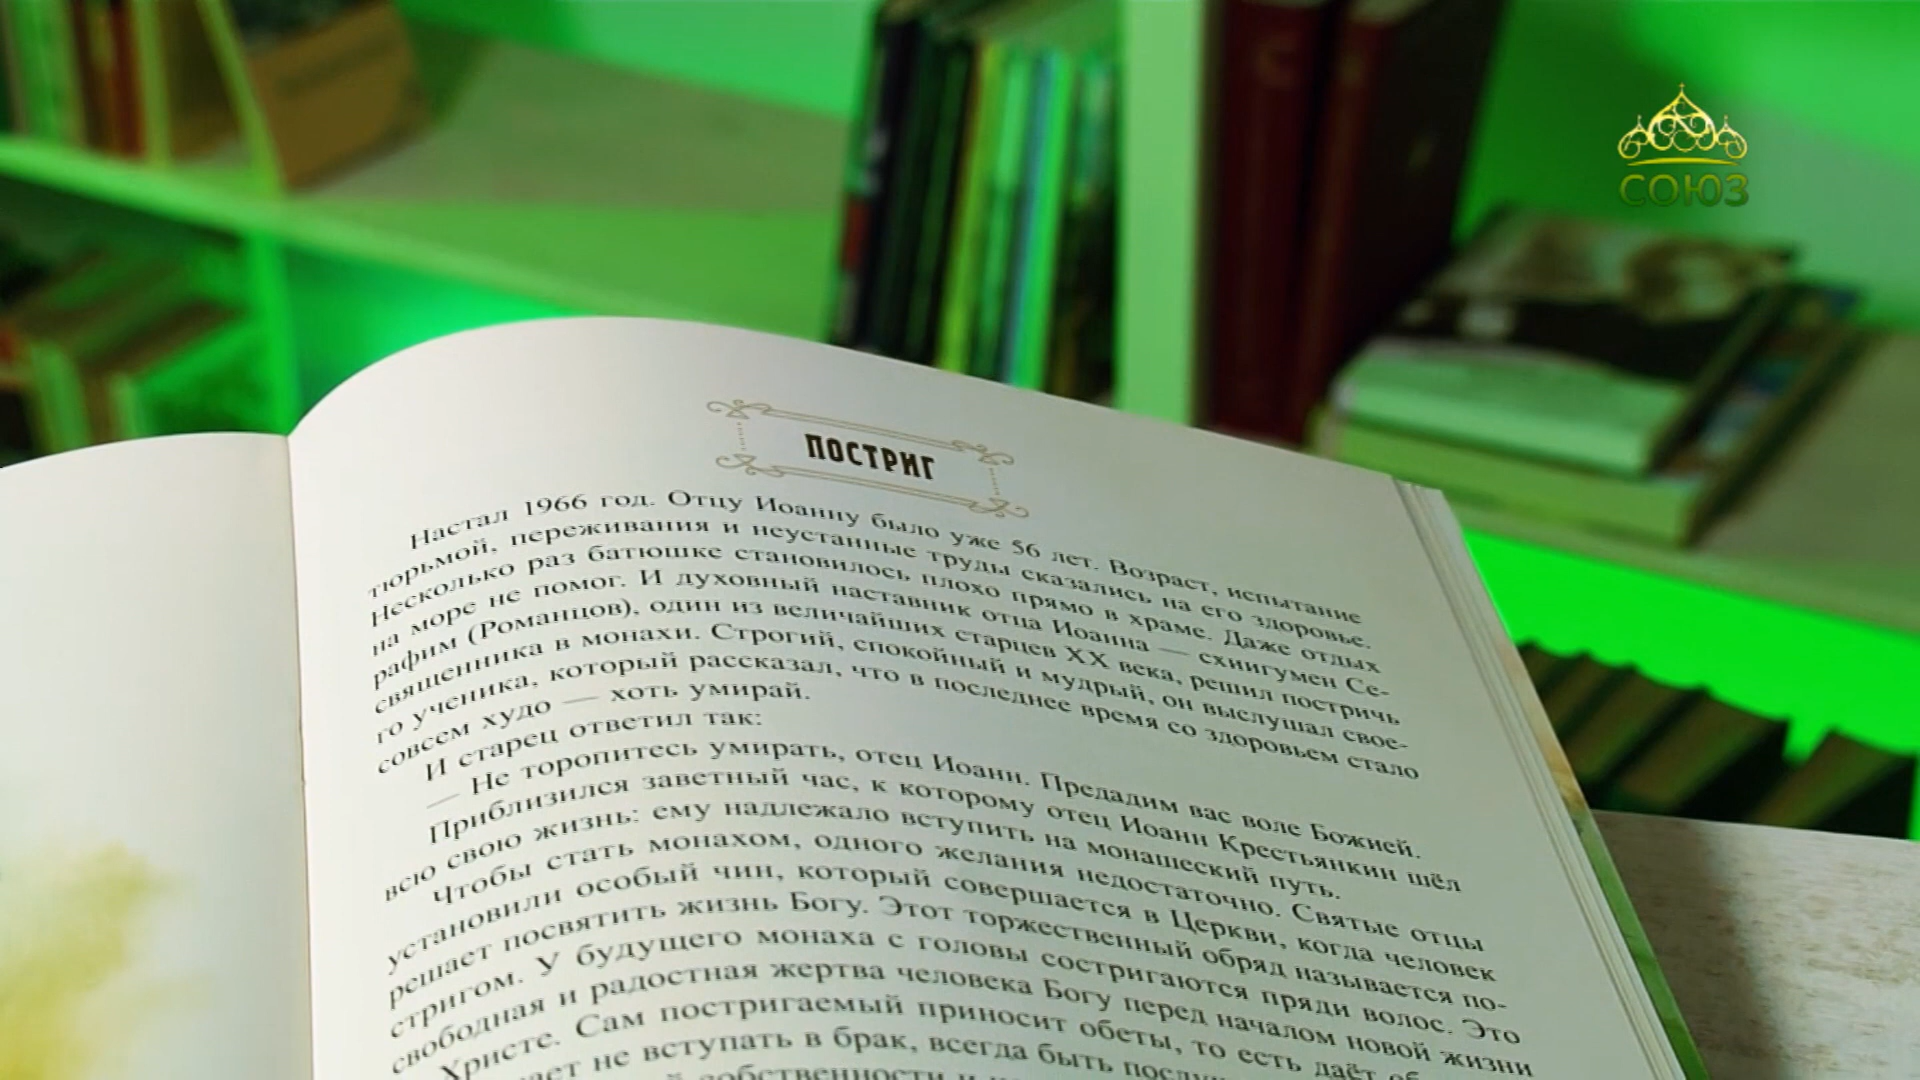 СОЮЗ
ПОСТРИГ
Настал 1966 год. Отцу Иоанну было уже 56 лет. Возраст, испытание
тюрьмой, переживания и неустанные труды сказались на его здоровье.
Несколько раз батюшке становилось плохо прямо в храме. Даже отдых
на море не помог. И духовный наставник отца Иоанна — схиигумен Се-
рафим (Романцов), один из величайших старцев XX века, решил постричь
священника в монахи. Строгий, спокойный и мудрый, он выслушал свое-
го ученика, который рассказал, что в последнее время со здоровьем стало
совсем худо — хоть умирай.
И старец ответил так:
— Не торопитесь умирать, отец Иоанн. Предадим вас воле Божией.
Приблизился заветный час, к которому отец Иоанн Крестьянкин шёл
всю свою жизнь: ему надлежало вступить на монашеский путь.
Чтобы стать монахом, одного желания недостаточно. Святые отцы
установили особый чин, который совершается в Церкви, когда человек
решает посвятить жизнь Богу. Этот торжественный обряд называется по-
стригом. У будущего монаха с головы состригаются пряди волос. Это
свободная и радостная жертва человека Богу перед началом новой жизни
Христе. Сам постригаемый приносит обеты, то есть даёт
не вступать в брак, всегда быть
собственности и